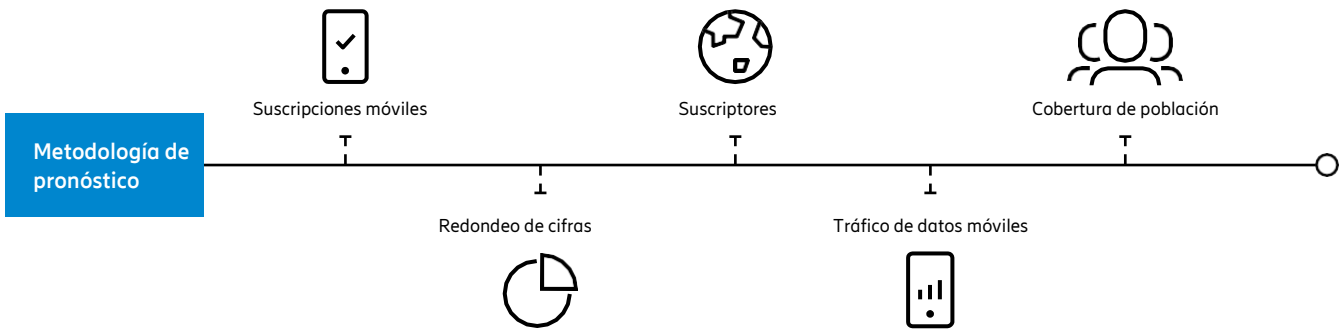 Suscripciones móviles
Suscriptores
Cobertura de población
Metodología de
pronóstico
Redondeo de cifras
Tráfico de datos móviles